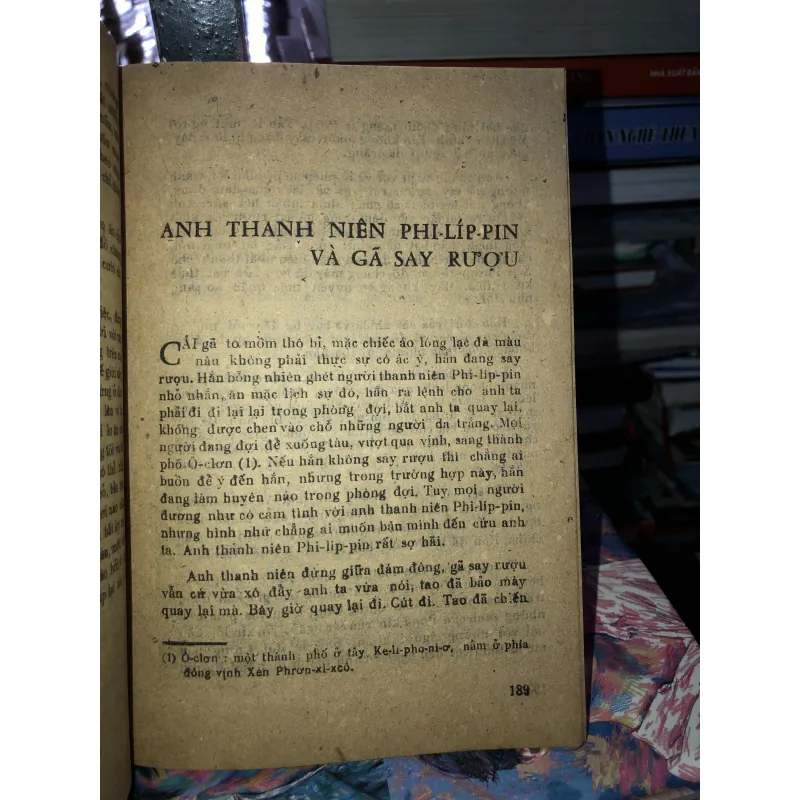 ANH THANH NIÊN PHI-LÍP-PIN
VÀ GÃ SAY RƯỢU
CÁI gã to mồm thô bỉ, mặc chiếc áo lông lạc đà màu
nâu không phải thực sự có ác ý, hắn đang say
rượu. Hắn bỗng nhiên ghét người thanh niên Phi-líp-pin
nhỏ nhắn, ăn mặc lịch sự đó, hắn ra lệnh cho anh ta
phải đi đi lại lại trong phòng đợi, bắt anh ta quay lại,
không được chen vào chỗ những người da trắng. Mọi
người đang đợi để xuống tàu, vượt qua vịnh, sang thành
phố Ô-clơn (1). Nếu hắn không say rượu thì chẳng ai
buồn để ý đến hắn, nhưng trong trường hợp này, hắn
đang làm huyên náo trong phòng đợi. Tuy mọi người
dương như có cảm tình với anh thanh niên Phi-líp-pin,
nhưng hình như chẳng ai muốn bận mình đến cứu anh
ta. Anh thanh niên Phi-líp-pin rất sợ hãi.
Anh thanh niên đứng giữa đám đông, gã say rượu
vẫn cứ vừa xô đẩy anh ta vừa nói, tao đã bảo mày
quay lại mà. Bây giờ quay lại đi. Cút đi. Tao đã chiến
(1) Ô-clơn : một thành phố ở tây Ke-li-pho-ni-ơ, nằm ở phía
đông vịnh Xen Phrơn-xi-xcô.
189
NHÀ XUẤT BẢN